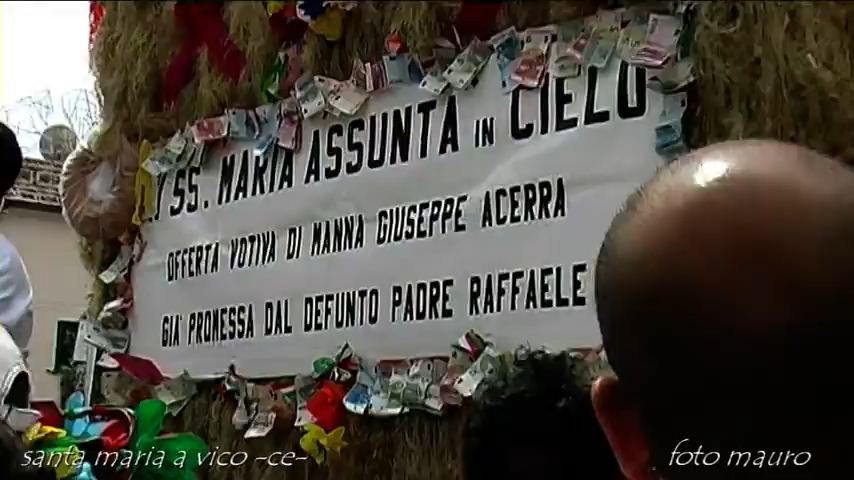 SS. MARIA ASSUNTA IN CIELO
OFFERTA VOTIVA DI MANNA GIUSEPPE ACERRA
GIA' PROMESSA DAL DEFUNTO PADRE RAFFAELE
santa maria a vico -ce-
foto mauro